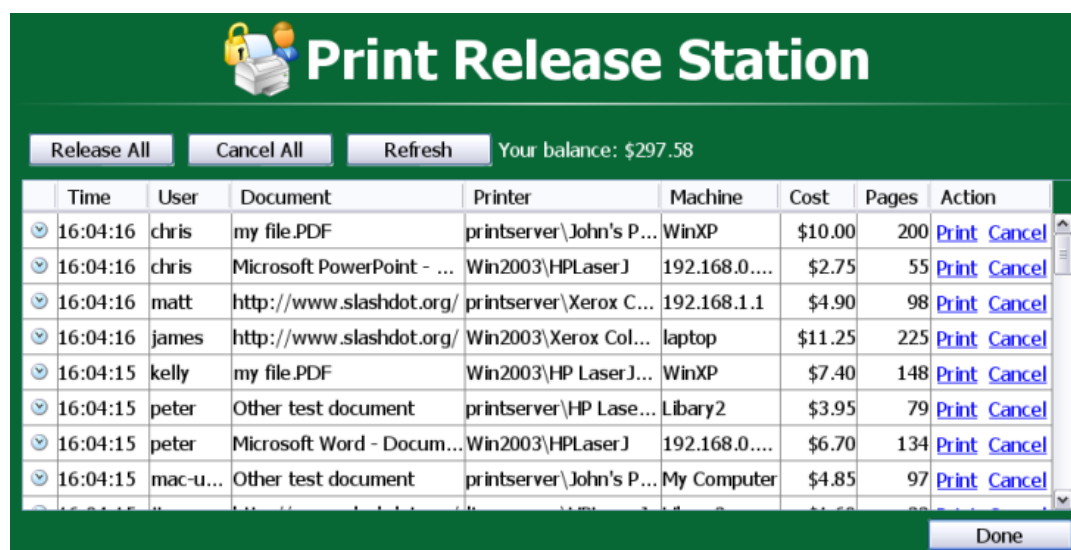 Print Release Station
Release All Cancel All Refresh Your balance: $297.58
Time User Document Printer Machine Cost Pages Action
16:04:16 chris my file.PDF printserver\John's P... WinXP $10.00 200 Print Cancel
16:04:16 chris Microsoft PowerPoint - ... Win2003\HPLaserJ 192.168.0.... $2.75 55 Print Cancel
16:04:16 matt http://www.slashdot.org/ printserver\Xerox C... 192.168.1.1 $4.90 98 Print Cancel
16:04:16 james http://www.slashdot.org/ Win2003\Xerox Col... laptop $11.25 225 Print Cancel
16:04:15 kelly my file.PDF Win2003\HP LaserJ... WinXP $7.40 148 Print Cancel
16:04:15 peter Other test document printserver\HP Lase... Libary2 $3.95 79 Print Cancel
16:04:15 peter Microsoft Word - Docum... Win2003\HPLaserJ 192.168.0.... $6.70 134 Print Cancel
16:04:15 mac-u... Other test document printserver\John's P... My Computer $4.85 97 Print Cancel
Done